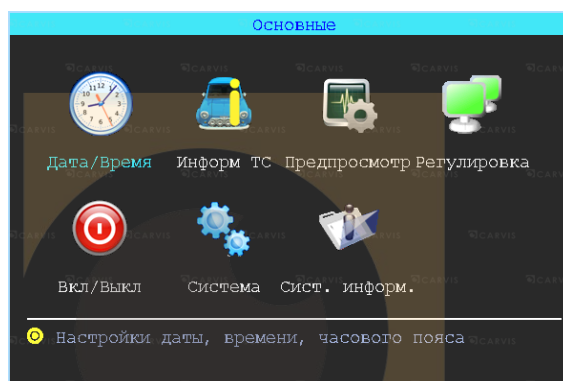 Основные
Дата/Время Информ ТС Предпросмотр Регулировка
Вкл/Выкл Система Сист. информ.
Настройки даты, времени, часового пояса